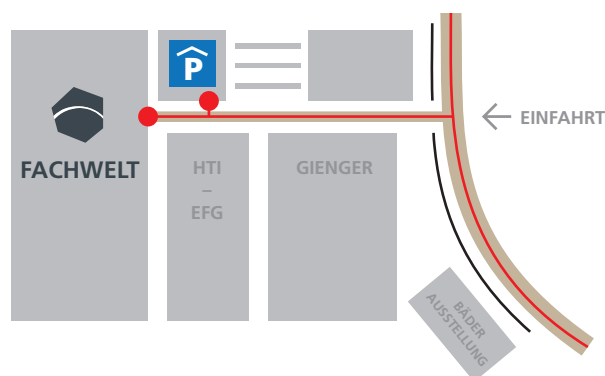 P
EINFAHRT
FACHWELT
HTI
–
EFG
GIENGER
BÄDER
AUSSTELLUNG